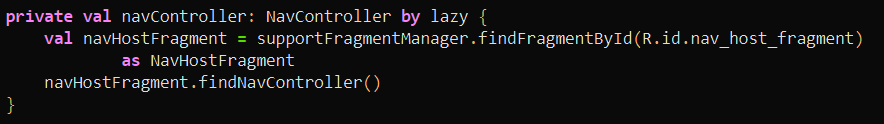 private val navController: NavController by lazy {
    val navHostFragment = supportFragmentManager.findFragmentById(R.id.nav_host_fragment)
            as NavHostFragment
    navHostFragment.findNavController()
}